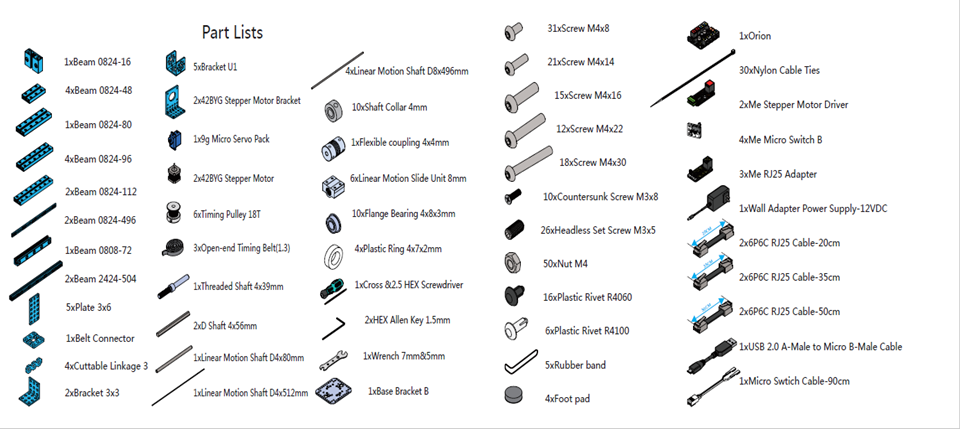 Part Lists
1xBeam 0824-16
4xBeam 0824-48
1xBeam 0824-80
4xBeam 0824-96
2xBeam 0824-112
2xBeam 0824-496
1xBeam 0808-72
2xBeam 2424-504
5xPlate 3x6
1xBelt Connector
4xCuttable Linkage 3
2xBracket 3x3
5xBracket U1
2x42BYG Stepper Motor Bracket
1x9g Micro Servo Pack
2x42BYG Stepper Motor
6xTiming Pulley 18T
3xOpen-end Timing Belt(1.3)
1xThreaded Shaft 4x39mm
2xD Shaft 4x56mm
1xLinear Motion Shaft D4x80mm
1xLinear Motion Shaft D4x512mm
4xLinear Motion Shaft D8x496mm
10xShaft Collar 4mm
1xFlexible coupling 4x4mm
6xLinear Motion Slide Unit 8mm
10xFlange Bearing 4x8x3mm
4xPlastic Ring 4x7x2mm
1xCross &2.5 HEX Screwdriver
2xHEX Allen Key 1.5mm
1xWrench 7mm&5mm
1xBase Bracket B
31xScrew M4x8
21xScrew M4x14
15xScrew M4x16
12xScrew M4x22
18xScrew M4x30
10xCountersunk Screw M3x8
26xHeadless Set Screw M3x5
50xNut M4
16xPlastic Rivet R4060
6xPlastic Rivet R4100
5xRubber band
4xFoot pad
1xOrion
30xNylon Cable Ties
2xMe Stepper Motor Driver
4xMe Micro Switch B
3xMe RJ25 Adapter
1xWall Adapter Power Supply-12VDC
2x6P6C RJ25 Cable-20cm
2x6P6C RJ25 Cable-35cm
2x6P6C RJ25 Cable-50cm
1xUSB 2.0 A-Male to Micro B-Male Cable
1xMicro Swtich Cable-90cm